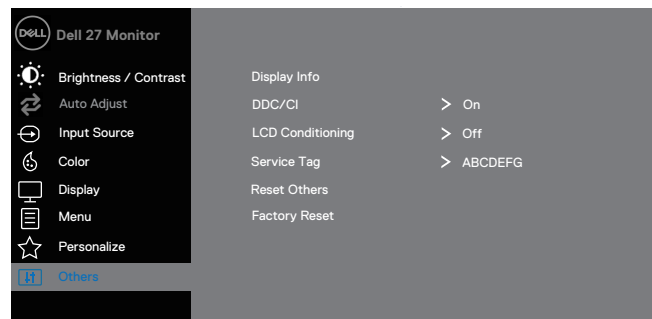 DELL Dell 27 Monitor
Brightness / Contrast Display Info
Auto Adjust DDC/CI > On
Input Source LCD Conditioning > Off
Color Service Tag > ABCDEFG
Display Reset Others
Menu Factory Reset
Personalize
Others